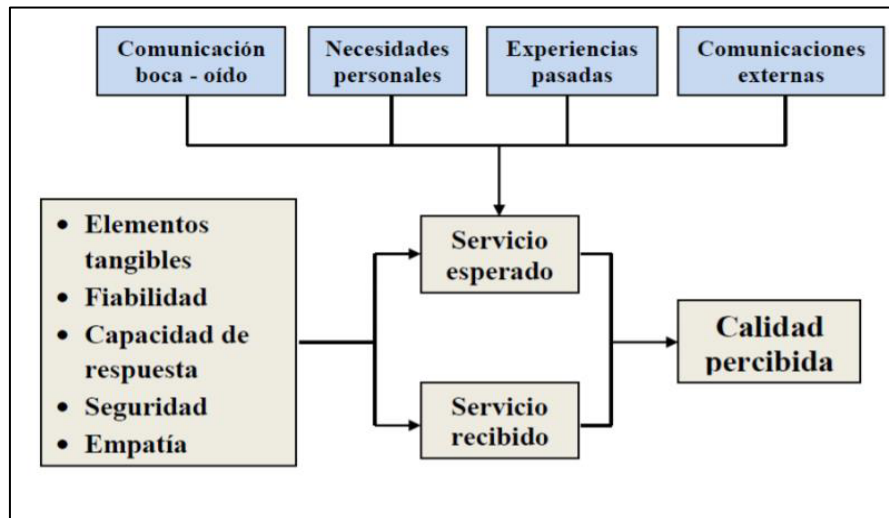 Comunicación
boca - oído
Necesidades
personales
Experiencias
pasadas
Comunicaciones
externas
• Elementos
tangibles
• Fiabilidad
• Capacidad de
respuesta
• Seguridad
• Empatía
Servicio
esperado
Servicio
recibido
Calidad
percibida